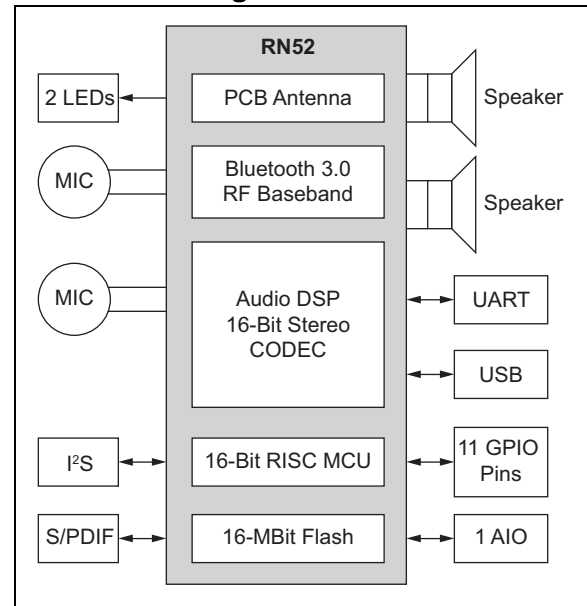 RN52
2 LEDs
PCB Antenna
Speaker
MIC
Bluetooth 3.0
RF Baseband
Speaker
MIC
Audio DSP
16-Bit Stereo
CODEC
UART
USB
I²S
16-Bit RISC MCU
11 GPIO
Pins
S/PDIF
16-MBit Flash
1 AIO